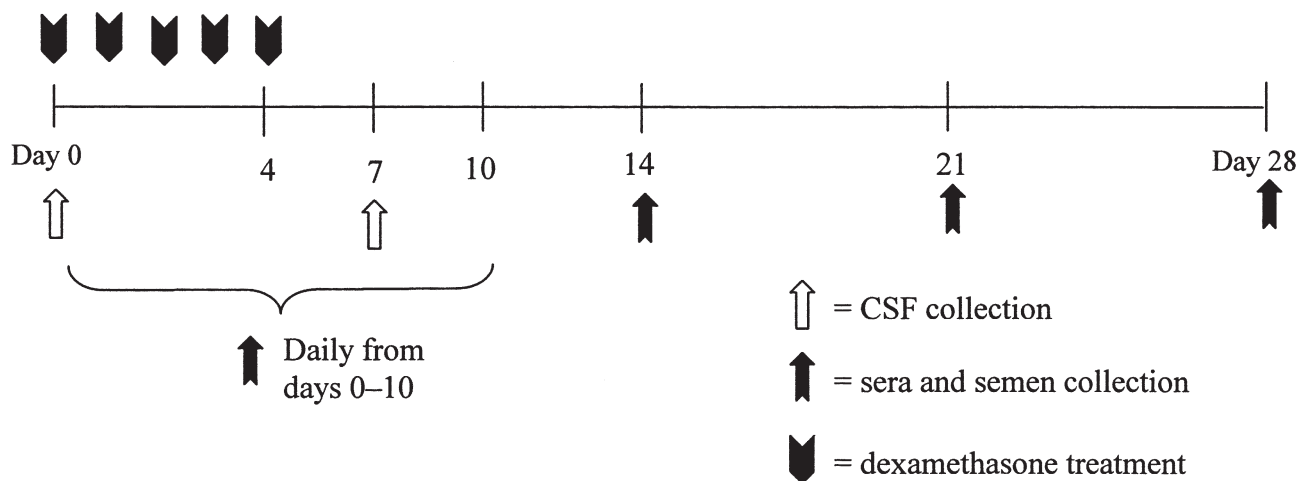 Day 0
4
7
10
14
21
Day 28
Daily from
days 0–10
= CSF collection
= sera and semen collection
= dexamethasone treatment